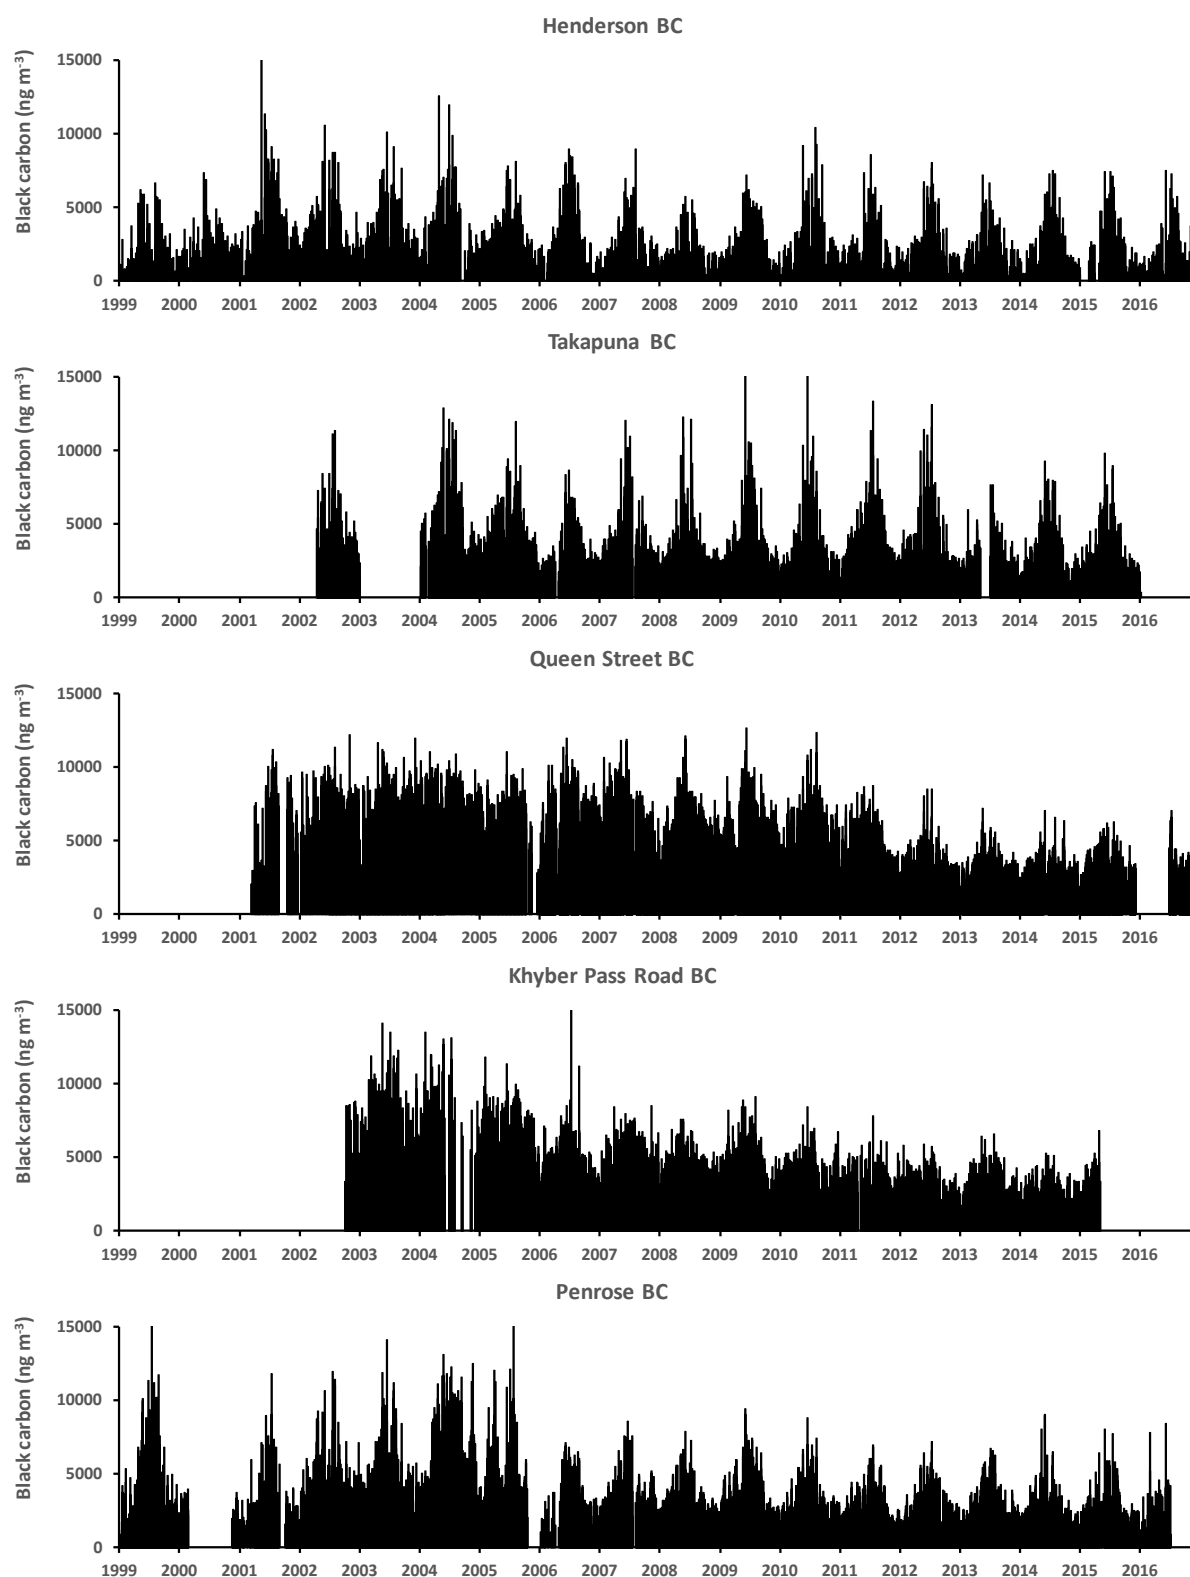 Henderson BC
Black carbon (ng m⁻³)
15000
10000
5000
0
1999 2000 2001 2002 2003 2004 2005 2006 2007 2008 2009 2010 2011 2012 2013 2014 2015 2016
Takapuna BC
Black carbon (ng m⁻³)
15000
10000
5000
0
1999 2000 2001 2002 2003 2004 2005 2006 2007 2008 2009 2010 2011 2012 2013 2014 2015 2016
Queen Street BC
Black carbon (ng m⁻³)
15000
10000
5000
0
1999 2000 2001 2002 2003 2004 2005 2006 2007 2008 2009 2010 2011 2012 2013 2014 2015 2016
Khyber Pass Road BC
Black carbon (ng m⁻³)
15000
10000
5000
0
1999 2000 2001 2002 2003 2004 2005 2006 2007 2008 2009 2010 2011 2012 2013 2014 2015 2016
Penrose BC
Black carbon (ng m⁻³)
15000
10000
5000
0
1999 2000 2001 2002 2003 2004 2005 2006 2007 2008 2009 2010 2011 2012 2013 2014 2015 2016